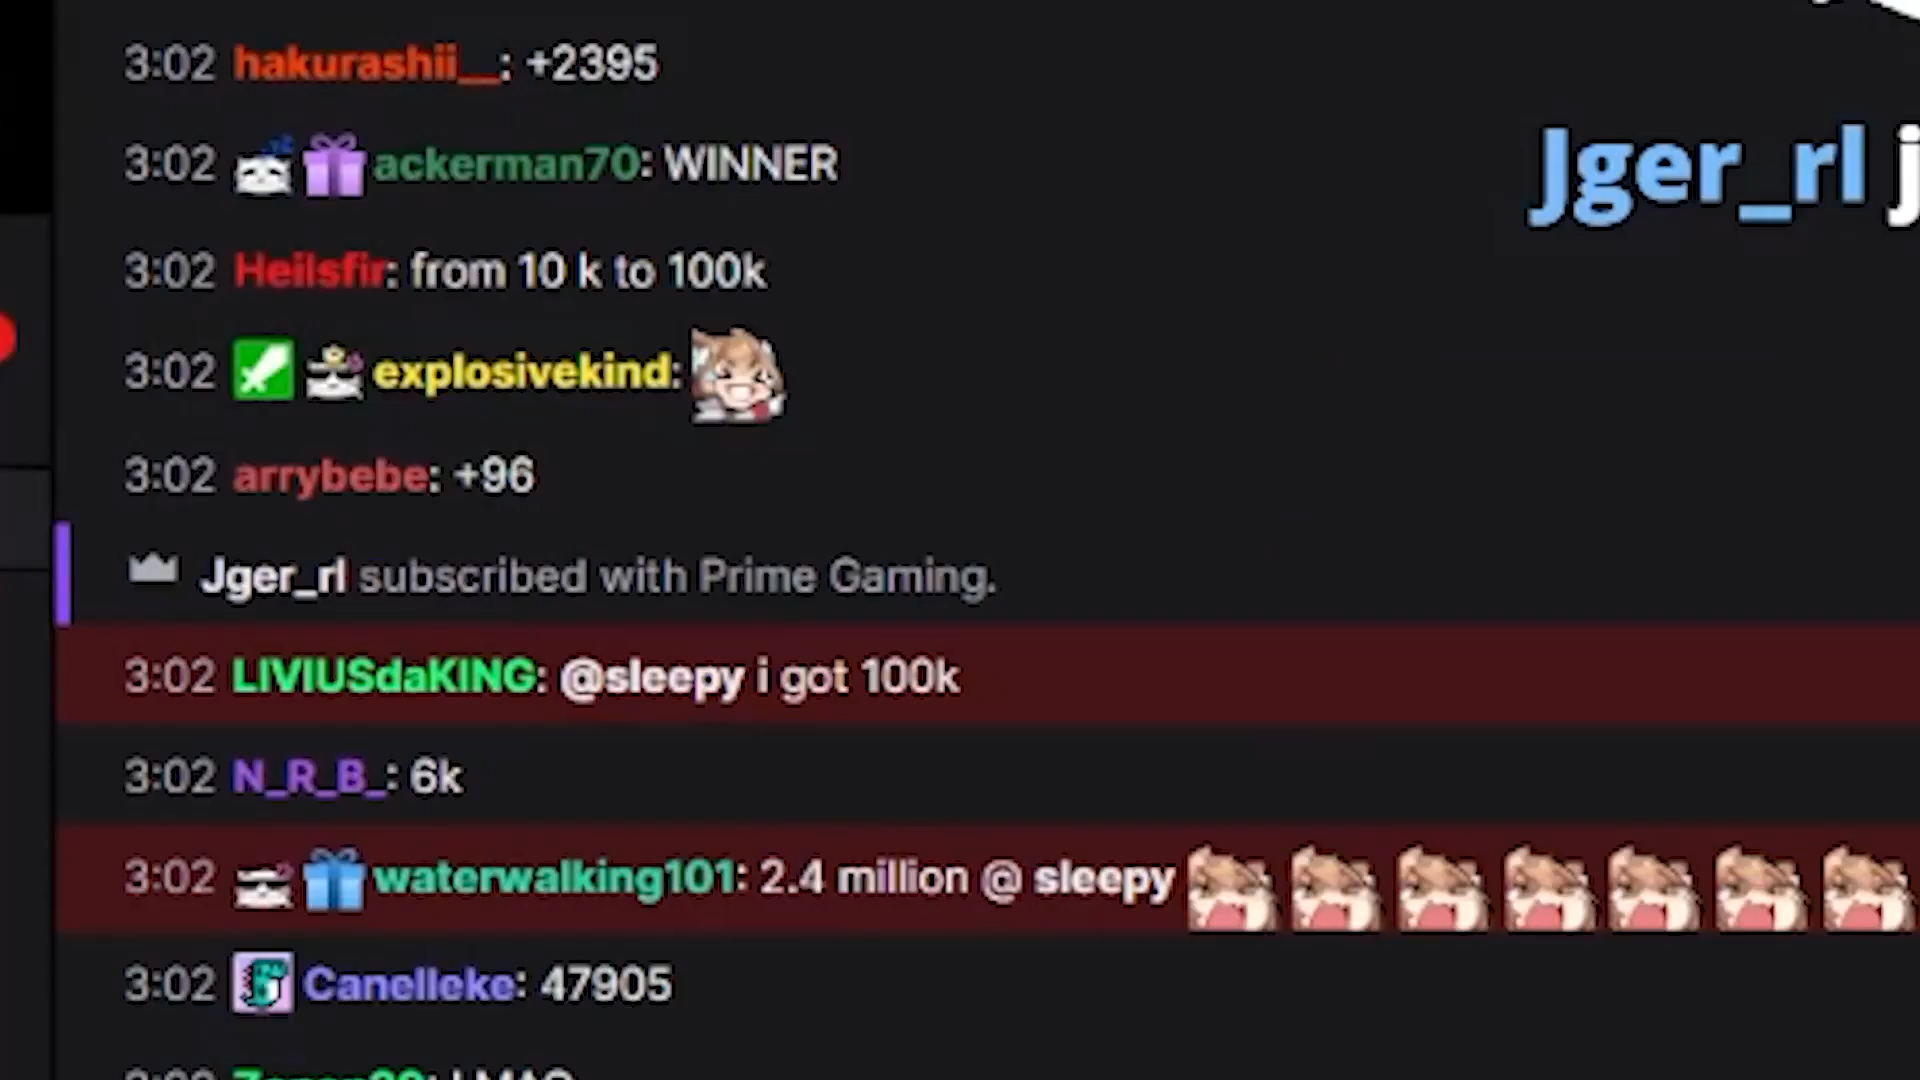 3:02 hakurashii__: +2395
3:02 ackerman70: WINNER
Jger_rl j
3:02 Heilsfir: from 10 k to 100k
3:02 explosivekind:
3:02 arrybebe: +96
Jger_rl subscribed with Prime Gaming.
3:02 LIVIUSdaKING: @sleepy i got 100k
3:02 N_R_B_: 6k
3:02 waterwalking101: 2.4 million @ sleepy
3:02 Canelleke: 47905